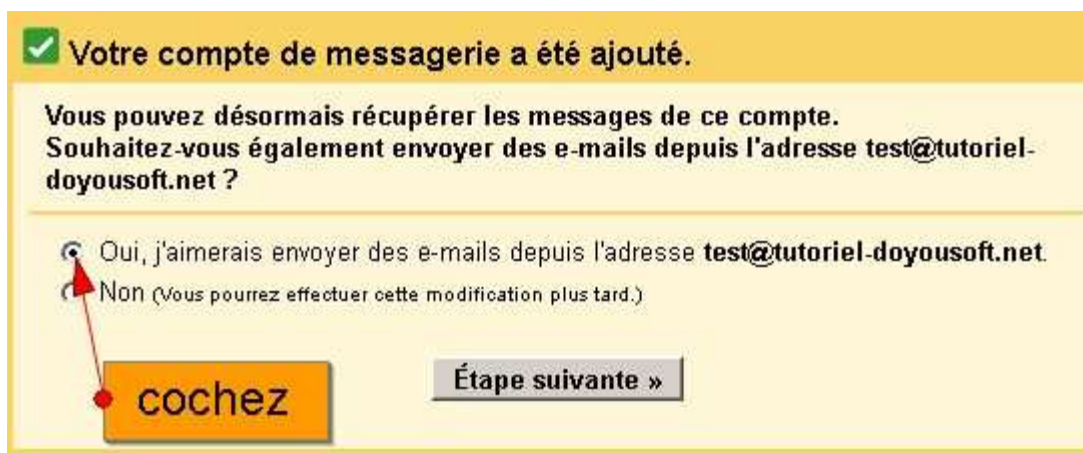 Votre compte de messagerie a été ajouté.
Vous pouvez désormais récupérer les messages de ce compte.
Souhaitez-vous également envoyer des e-mails depuis l'adresse test@tutoriel-
doyousoft.net ?
Oui, j'aimerais envoyer des e-mails depuis l'adresse test@tutoriel-doyousoft.net.
Non (Vous pourrez effectuer cette modification plus tard.)
Étape suivante »
cochez